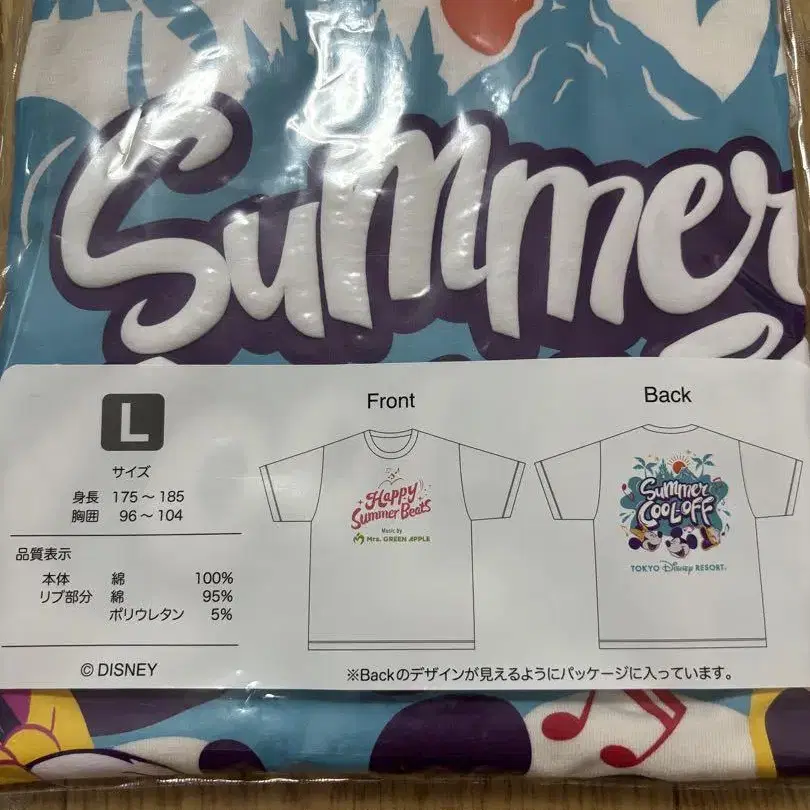 Summer
L
サイズ
身長 175～185
胸囲 96～104
品質表示
本体 綿 100%
リブ部分 綿 95%
ポリウレタン 5%
© DISNEY
Front
Happy
Summer Beats
Music by
Mrs. GREEN APPLE
Back
Summer
COOL-OFF
TOKYO Disney RESORT®
※Backのデザインが見えるようにパッケージに入っています。